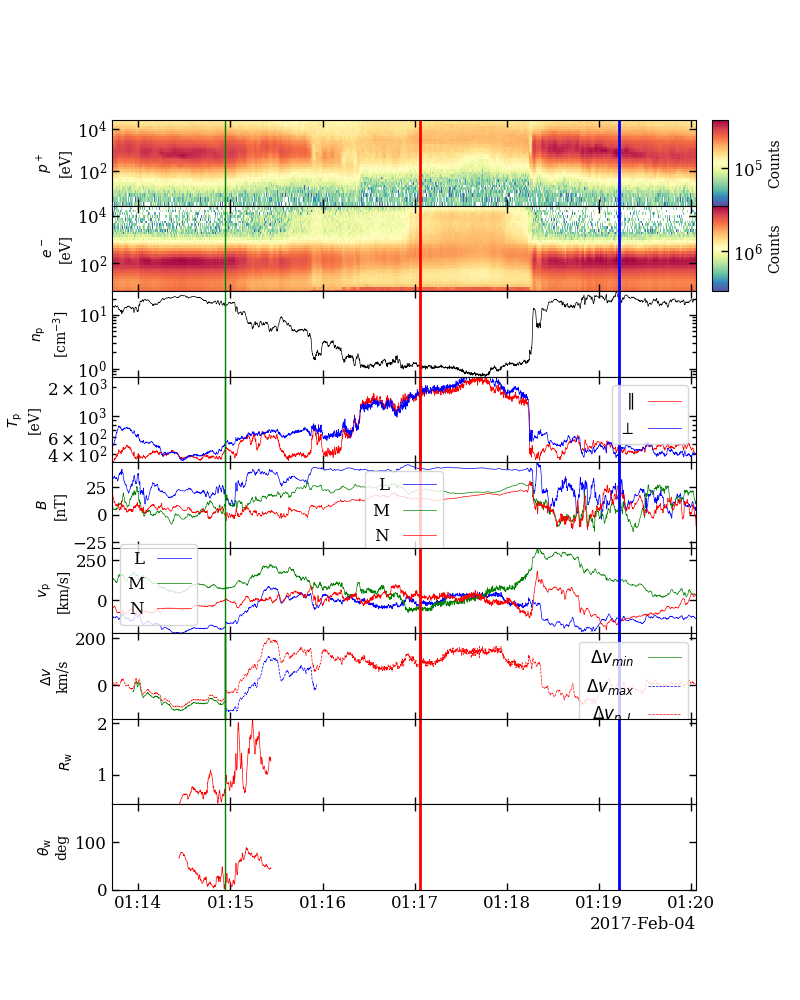 10⁴
10²
p⁺
[eV]
10⁵
Counts
10⁴
10²
e⁻
[eV]
10⁶
Counts
10¹
10⁰
nₚ
[cm⁻³]
2 × 10³
10³
6 × 10²
4 × 10²
Tₚ
[eV]
∥
⊥
25
0
−25
B
[nT]
L
M
N
250
0
vₚ
[km/s]
L
M
N
200
0
Δv
km/s
Δv_min
Δv_max
2
1
R_w
100
0
θ_w
deg
01:14 01:15 01:16 01:17 01:18 01:19 01:20
2017-Feb-04